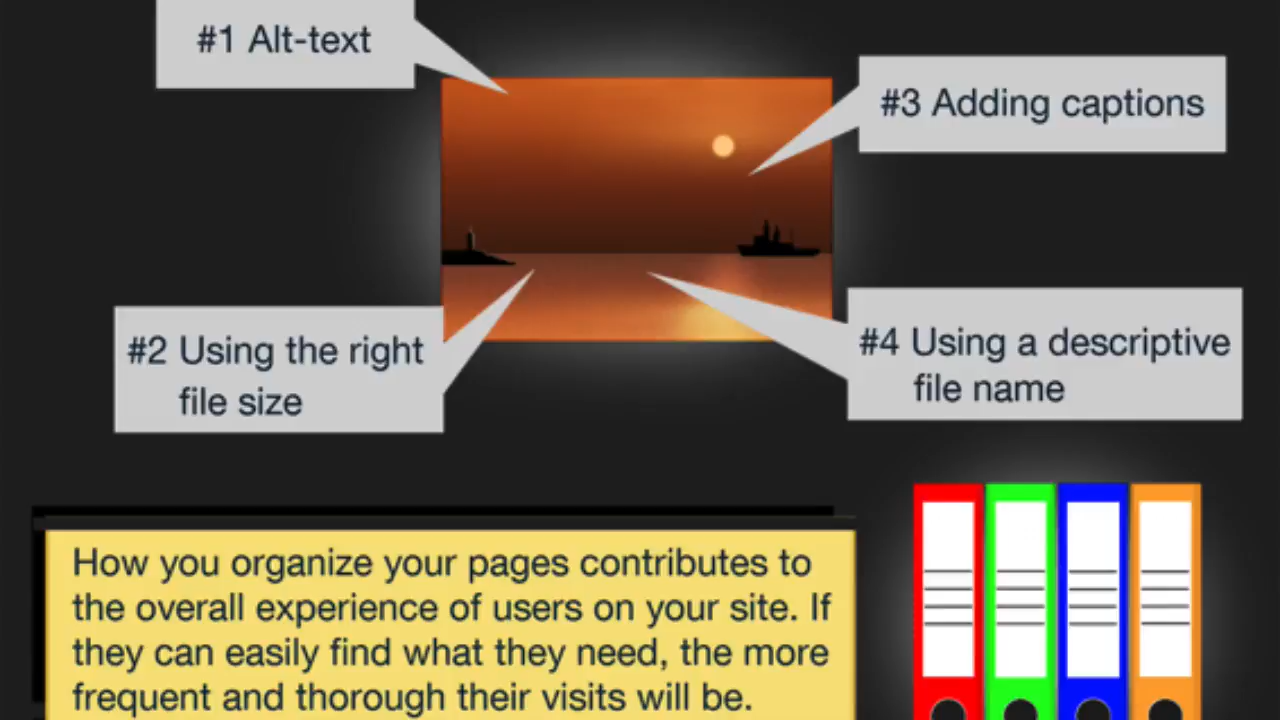 #1 Alt-text
#3 Adding captions
#2 Using the right
file size
#4 Using a descriptive
file name
How you organize your pages contributes to
the overall experience of users on your site. If
they can easily find what they need, the more
frequent and thorough their visits will be.